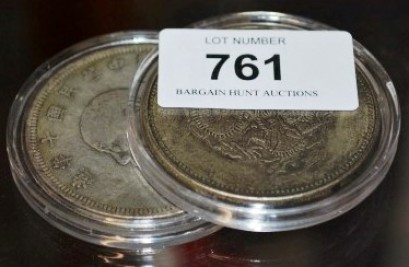 LOT NUMBER
761
BARGAIN HUNT AUCTIONS